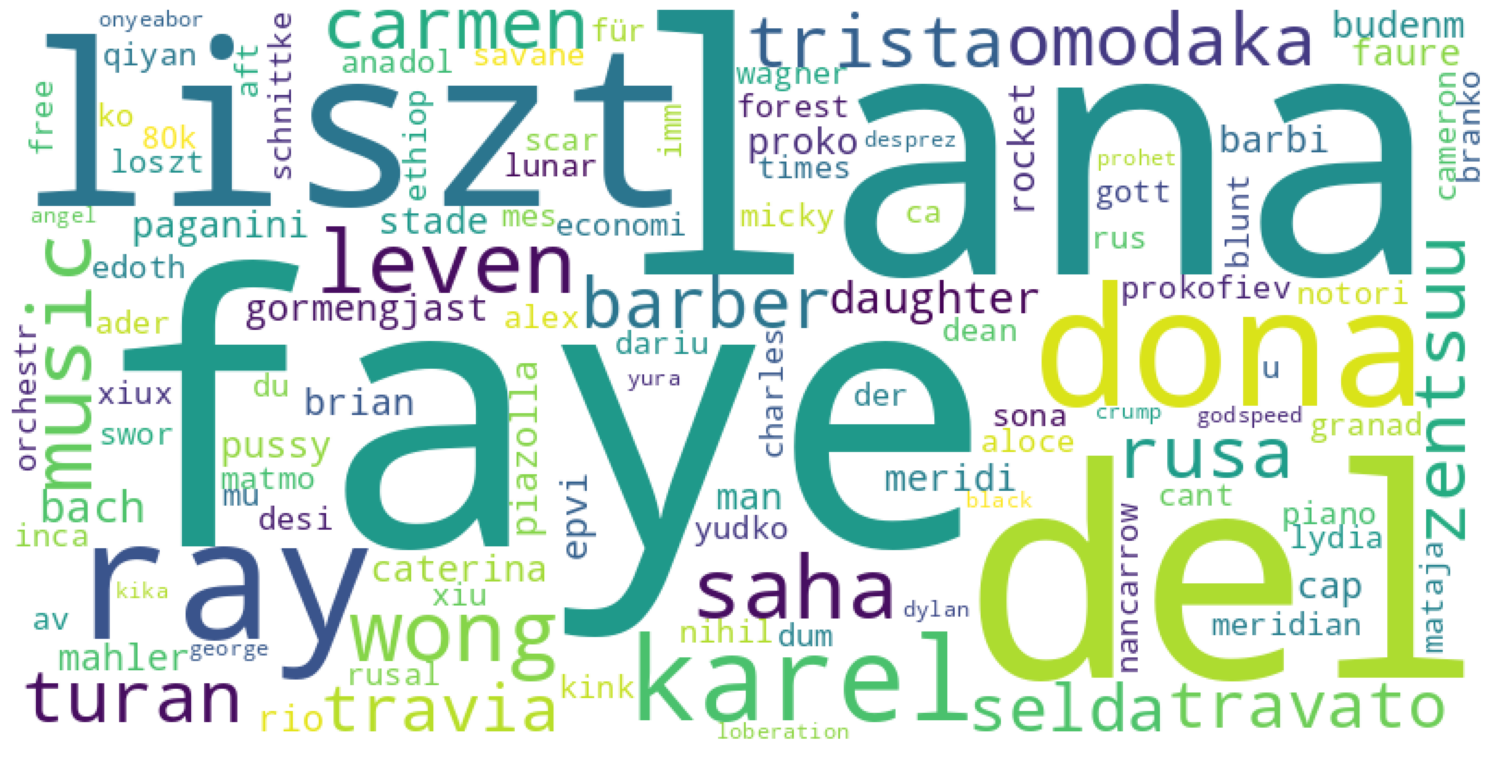 onyeabor
carmen
für
trista
omodaka
budenm
qiyan
aft
schnittke
anadol
savane
faure
liszt
lana
wagner
free
ko
80k
loszt
ethiop
scar
lunar
imm
forest
proko
desprez
times
rocket
prohet
gott
barbi
cameron
branko
angel
paganini
stade
mes
economi
micky
ca
rus
blunt
music
edoth
leven
gormengjast
alex
barber
daughter
prokofiev
notori
zentsuu
orchestr
ader
faye
dariu
yura
charles
dean
dona
u
xiux
du
brian
piazolla
der
sona
crump
godspeed
granad
swor
pussy
aloce
rusa
matmo
mu
meridi
bach
desi
epvi
man
yudko
black
del
cant
piano
lydia
inca
nancarrow
mataja
ray
caterina
xiu
saha
cap
kika
dylan
av
wong
nihil
dum
meridian
mahler
george
karel
turan
rusal
rio
travia
kink
selda
travato
loberation